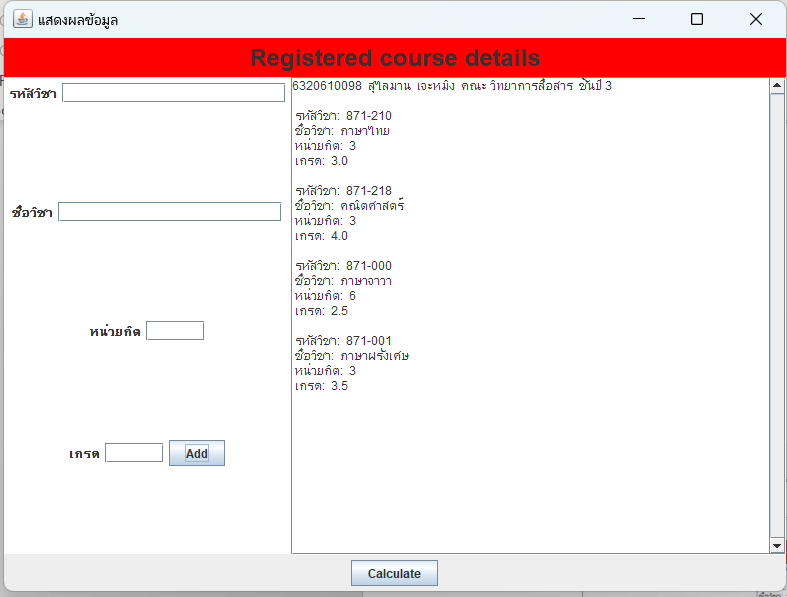 แสดงผลข้อมูล
Registered course details
รหัสวิชา
ชื่อวิชา
หน่วยกิต
เกรด
Add
6320610098 สุไลมาน เจะหมิง คณะ วิทยาการสื่อสาร ชั้นปี 3
รหัสวิชา: 871-210
ชื่อวิชา: ภาษาไทย
หน่วยกิต: 3
เกรด: 3.0
รหัสวิชา: 871-218
ชื่อวิชา: คณิตศาสตร์
หน่วยกิต: 3
เกรด: 4.0
รหัสวิชา: 871-000
ชื่อวิชา: ภาษาจาวา
หน่วยกิต: 6
เกรด: 2.5
รหัสวิชา: 871-001
ชื่อวิชา: ภาษาฝรั่งเศษ
หน่วยกิต: 3
เกรด: 3.5
Calculate